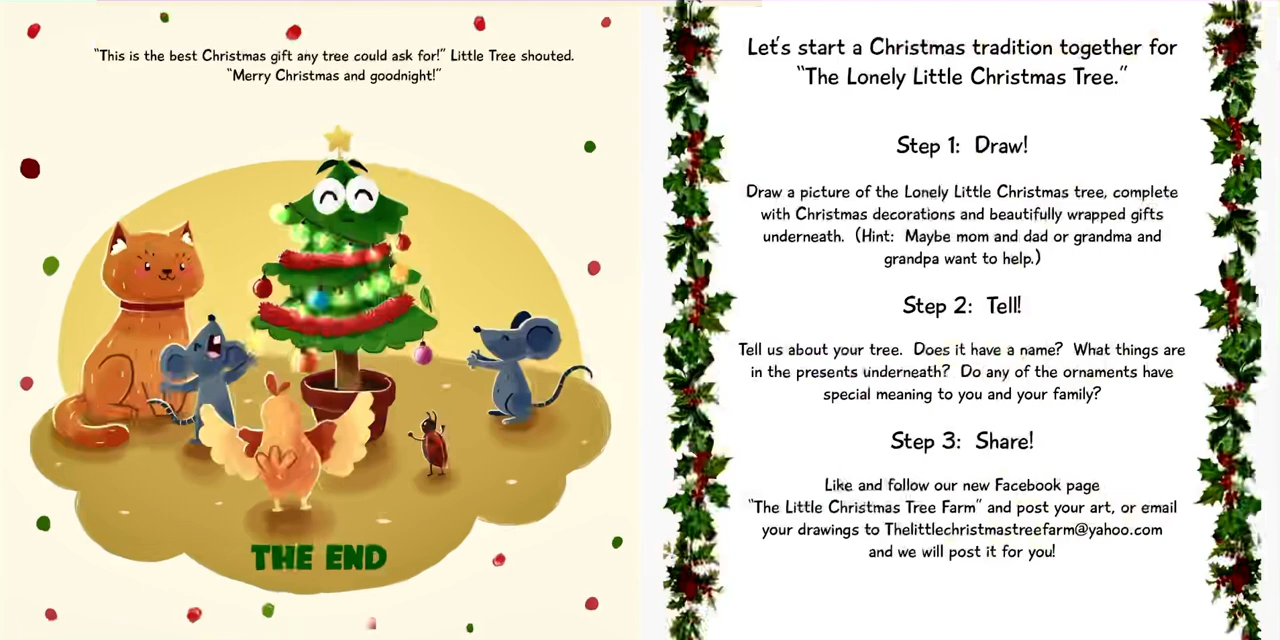 "This is the best Christmas gift any tree could ask for!" Little Tree shouted.
"Merry Christmas and goodnight!"
THE END
Let's start a Christmas tradition together for
"The Lonely Little Christmas Tree."
Step 1: Draw!
Draw a picture of the Lonely Little Christmas tree, complete
with Christmas decorations and beautifully wrapped gifts
underneath. (Hint: Maybe mom and dad or grandma and
grandpa want to help.)
Step 2: Tell!
Tell us about your tree. Does it have a name? What things are
in the presents underneath? Do any of the ornaments have
special meaning to you and your family?
Step 3: Share!
Like and follow our new Facebook page
"The Little Christmas Tree Farm" and post your art, or email
your drawings to Thelittlechristmastreefarm@yahoo.com
and we will post it for you!